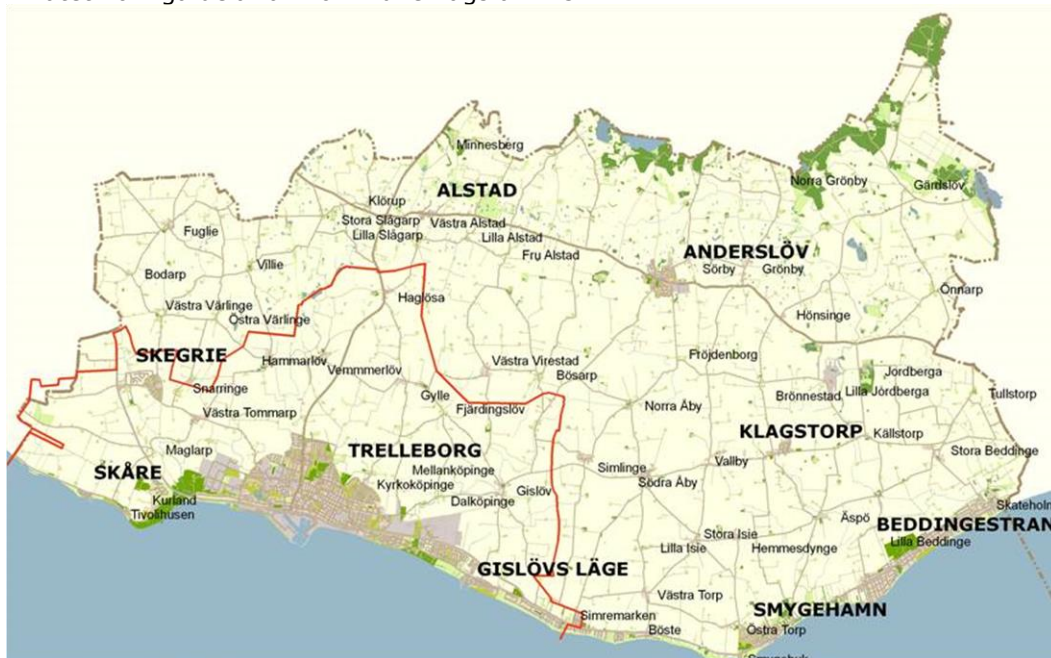 Minnesberg
ALSTAD
Norra Grönby
Gärdslöv
Klörup
Stora Slågarp
Västra Alstad
Lilla Slågarp
Lilla Alstad
Fuglie
Fru Alstad
ANDERSLÖV
Sörby
Grönby
Villie
Bodarp
Önnarp
Haglösa
Västra Värlinge
Östra Värlinge
Hönsinge
SKEGRIE
Hammarlöv
Vemmmerlöv
Västra Virestad
Fröjdenborg
Bösarp
Jordberga
Snarringe
Gylle
Brönnestad
Lilla Jordberga
Tullstorp
Västra Tommarp
Fjärdingslöv
Norra Åby
KLAGSTORP
Källstorp
Maglarp
TRELLEBORG
Stora Beddinge
SKÅRE
Mellanköpinge
Simlinge
Vallby
Kyrkoköpinge
Södra Åby
Kurland
Dalköpinge
Gislöv
Tivolihusen
Skateholm
Äspö
BEDDINGESTRAN
Stora Isie
Lilla Beddinge
Lilla Isie
Hemmesdynge
GISLÖVS LÄGE
Västra Torp
Simremarken
SMYGEHAMN
Böste
Östra Torp